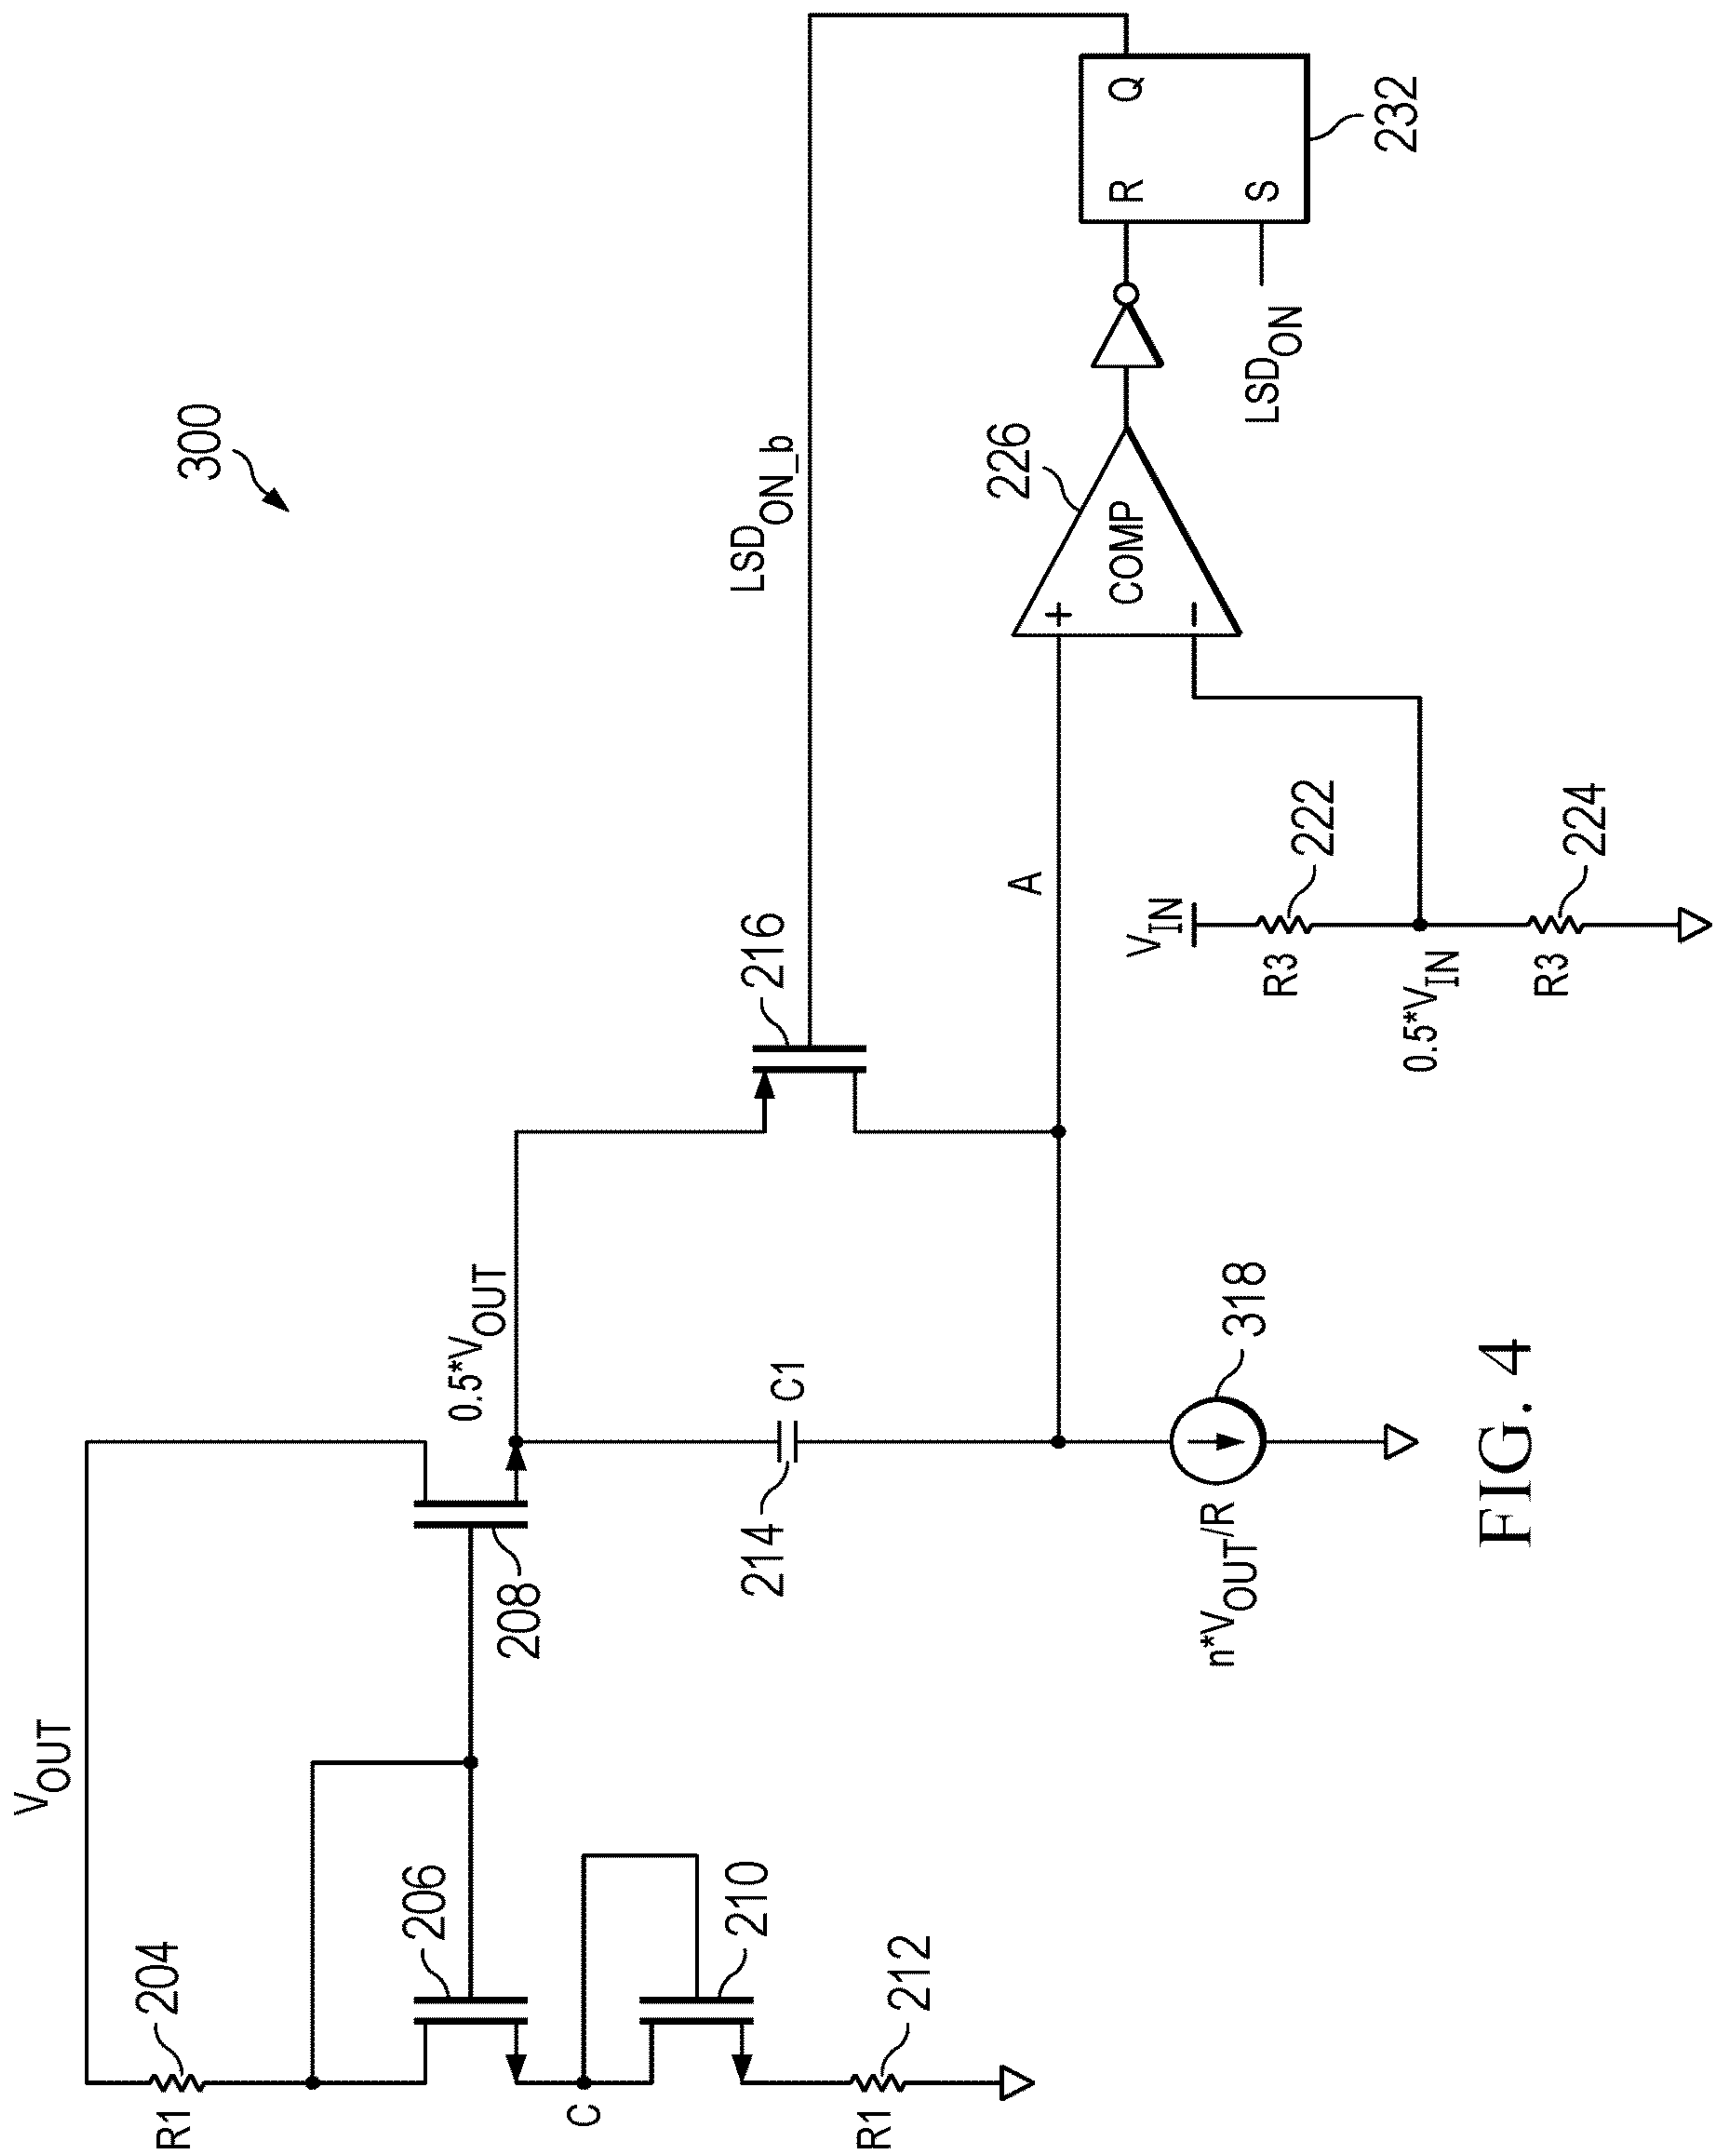 300
V_OUT
R1
204
206
C
210
R1
212
208
0.5*V_OUT
214
C1
n*V_OUT/R
318
216
LSD_ON_b
A
V_IN
R3
222
0.5*V_IN
R3
224
+
−
COMP
226
LSD_ON
R
Q
S
232
FIG. 4